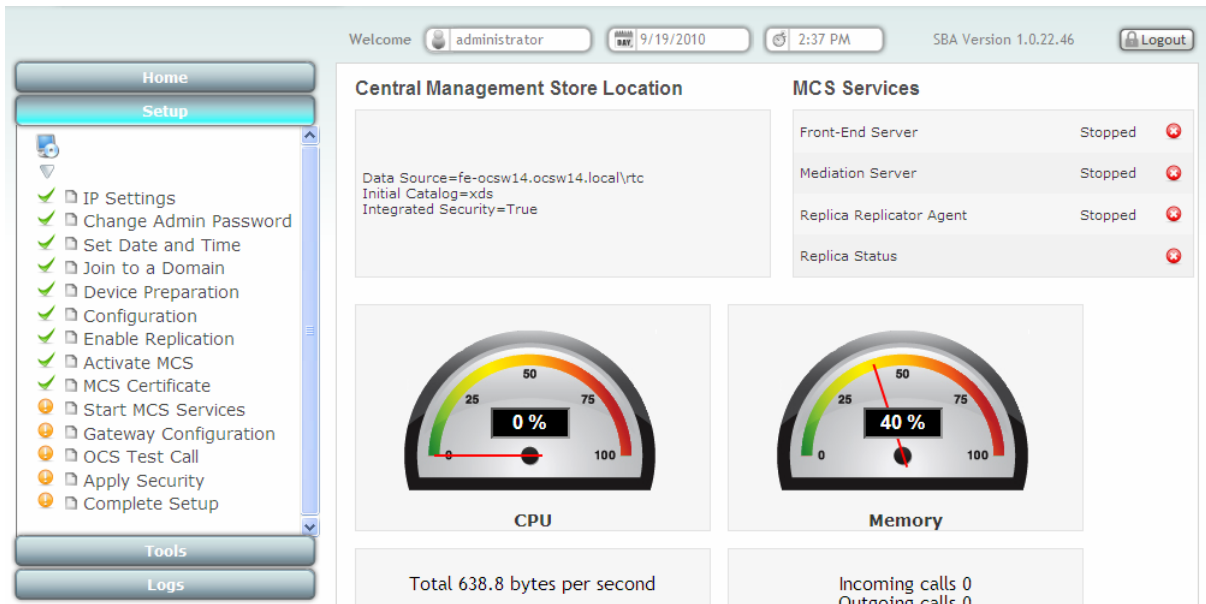 Welcome administrator DAY 9/19/2010 2:37 PM SBA Version 1.0.22.46 Logout
Home
Setup
IP Settings
Change Admin Password
Set Date and Time
Join to a Domain
Device Preparation
Configuration
Enable Replication
Activate MCS
MCS Certificate
Start MCS Services
Gateway Configuration
OCS Test Call
Apply Security
Complete Setup
Tools
Logs
Central Management Store Location
Data Source=fe-ocsw14.ocsw14.local\rtc
Initial Catalog=xds
Integrated Security=True
MCS Services
Front-End Server Stopped
Mediation Server Stopped
Replica Replicator Agent Stopped
Replica Status
50
25 75
0 %
0 100
CPU
50
25 75
40 %
0 100
Memory
Total 638.8 bytes per second
Incoming calls 0
Outgoing calls 0